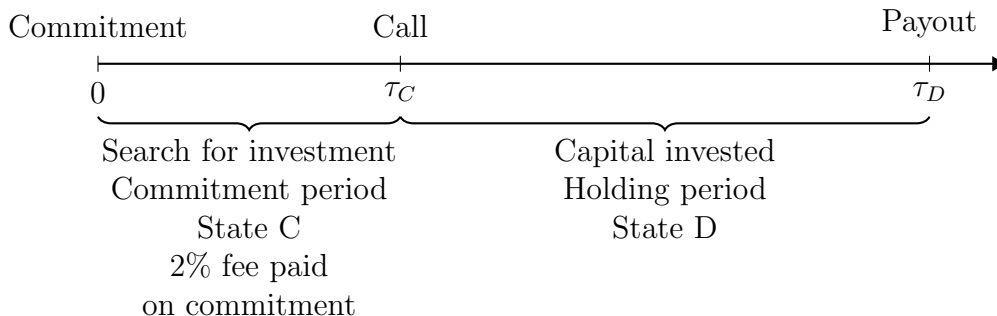 Commitment Call Payout
0 τ_C τ_D
Search for investment Capital invested
Commitment period Holding period
State C State D
2% fee paid
on commitment